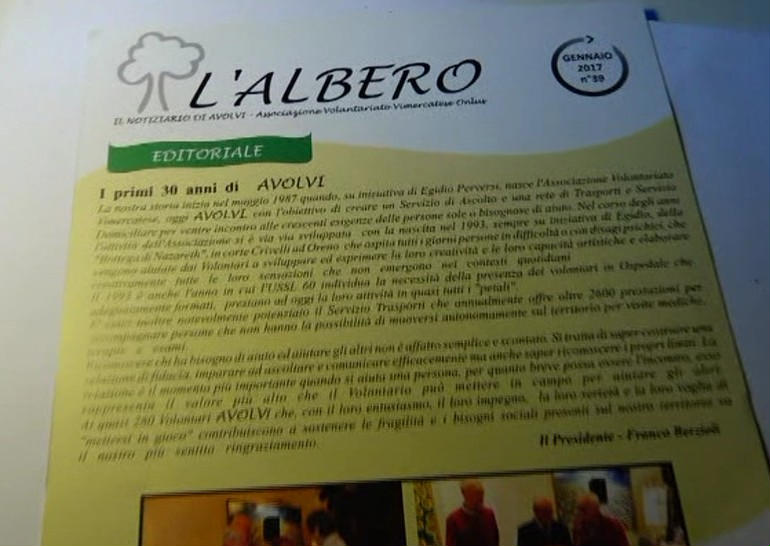 L'ALBERO
GENNAIO
2017
n°39
IL NOTIZIARIO DI AVOLVI - Associazione Volontariato Vimercatese Onlus
EDITORIALE
I primi 30 anni di AVOLVI
La nostra storia inizia nel maggio 1987 quando, su iniziativa di Egidio Perversi, nasce l'Associazione Volontariato
Vimercatese, oggi AVOLVI, con l'obiettivo di creare un Servizio di Ascolto e una rete di Trasporti e Servizio
Domiciliare per venire incontro alle crescenti esigenze delle persone sole o bisognose di aiuto. Nel corso degli anni
l'attività dell'Associazione si è via via sviluppata con la nascita nel 1993, sempre su iniziativa di Egidio, della
"Bottega di Nazareth", in corte Crivelli ad Oreno che ospita tutti i giorni persone in difficoltà o con disagi psichici, che
vengono aiutate dai Volontari a sviluppare ed esprimere la loro creatività e le loro capacità artistiche e elaborare
creativamente tutte le loro sensazioni che non emergono nei contesti quotidiani
Il 1993 è anche l'anno in cui l'USSL 60 individua la necessità della presenza dei volontari in Ospedale che
adeguatamente formati, prestano ad oggi la loro attività in quasi tutti i "petali".
E' stato inoltre notevolmente potenziato il Servizio Trasporti che annualmente offre oltre 2600 prestazioni per
accompagnare persone che non hanno la possibilità di muoversi autonomamente sul territorio per visite mediche,
terapie e esami.
Riconoscere chi ha bisogno di aiuto ed aiutare gli altri non è affatto semplice e scontato. Si tratta di saper costruire una
relazione di fiducia, imparare ad ascoltare e comunicare efficacemente ma anche saper riconoscere i propri limiti. La
relazione è il momento più importante quando si aiuta una persona, per quanto breve possa essere l'incontro, esso
rappresenta il valore più alto che il Volontario può mettere in campo per aiutare gli altri.
Ai quasi 280 Volontari AVOLVI che, con il loro entusiasmo, il loro impegno, la loro serietà e la loro voglia di
"mettersi in gioco" contribuiscono a sostenere le fragilità e i bisogni sociali presenti sul nostro territorio va
il nostro più sentito ringraziamento.
Il Presidente - Franco